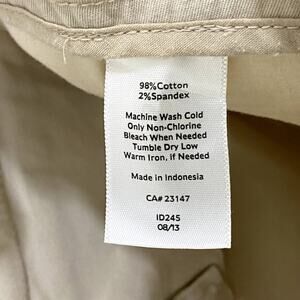 98%Cotton
2%Spandex
Machine Wash Cold
Only Non-Chlorine
Bleach When Needed
Tumble Dry Low
Warm Iron, if Needed
Made in Indonesia
CA# 23147
ID245
08/13